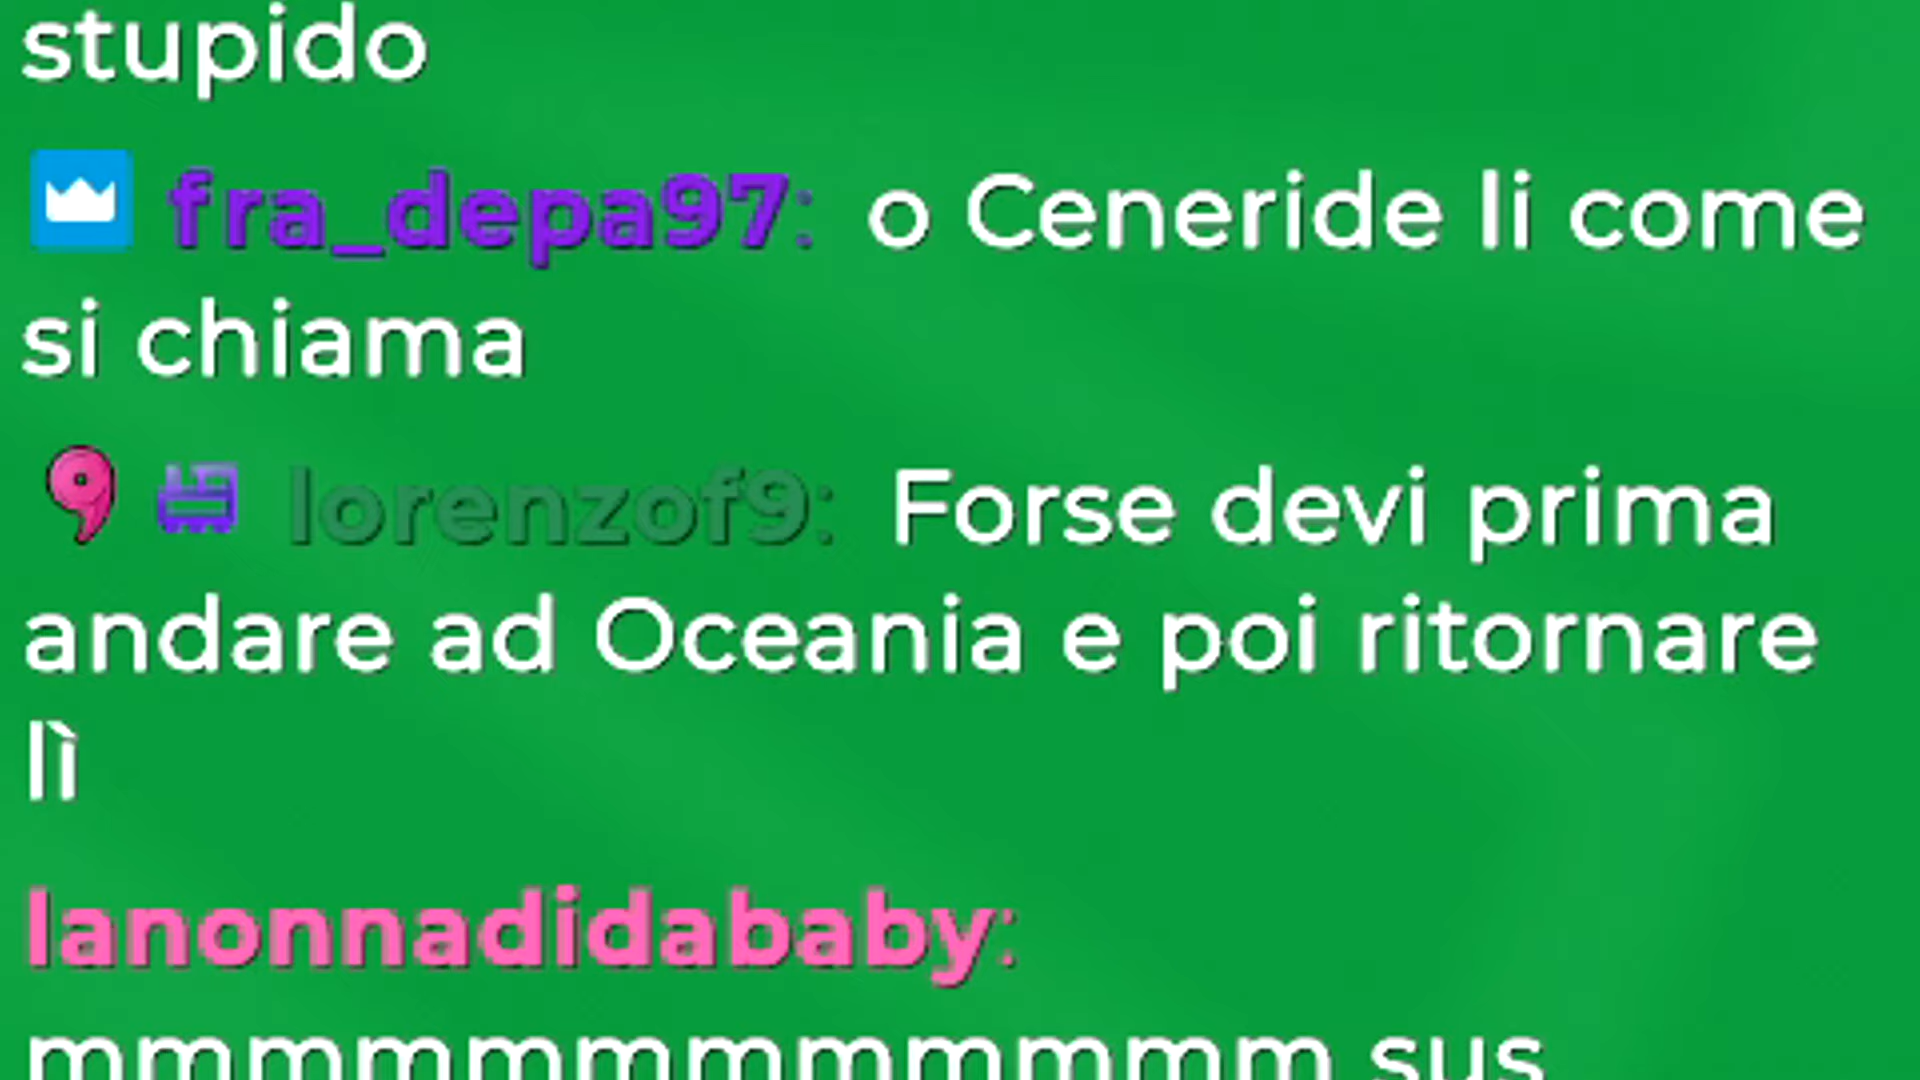 stupido
fra_depa97: o Ceneride li come
si chiama
lorenzof9: Forse devi prima
andare ad Oceania e poi ritornare
lì
lanonnadidababy:
mmmmmmmmmmmm sus